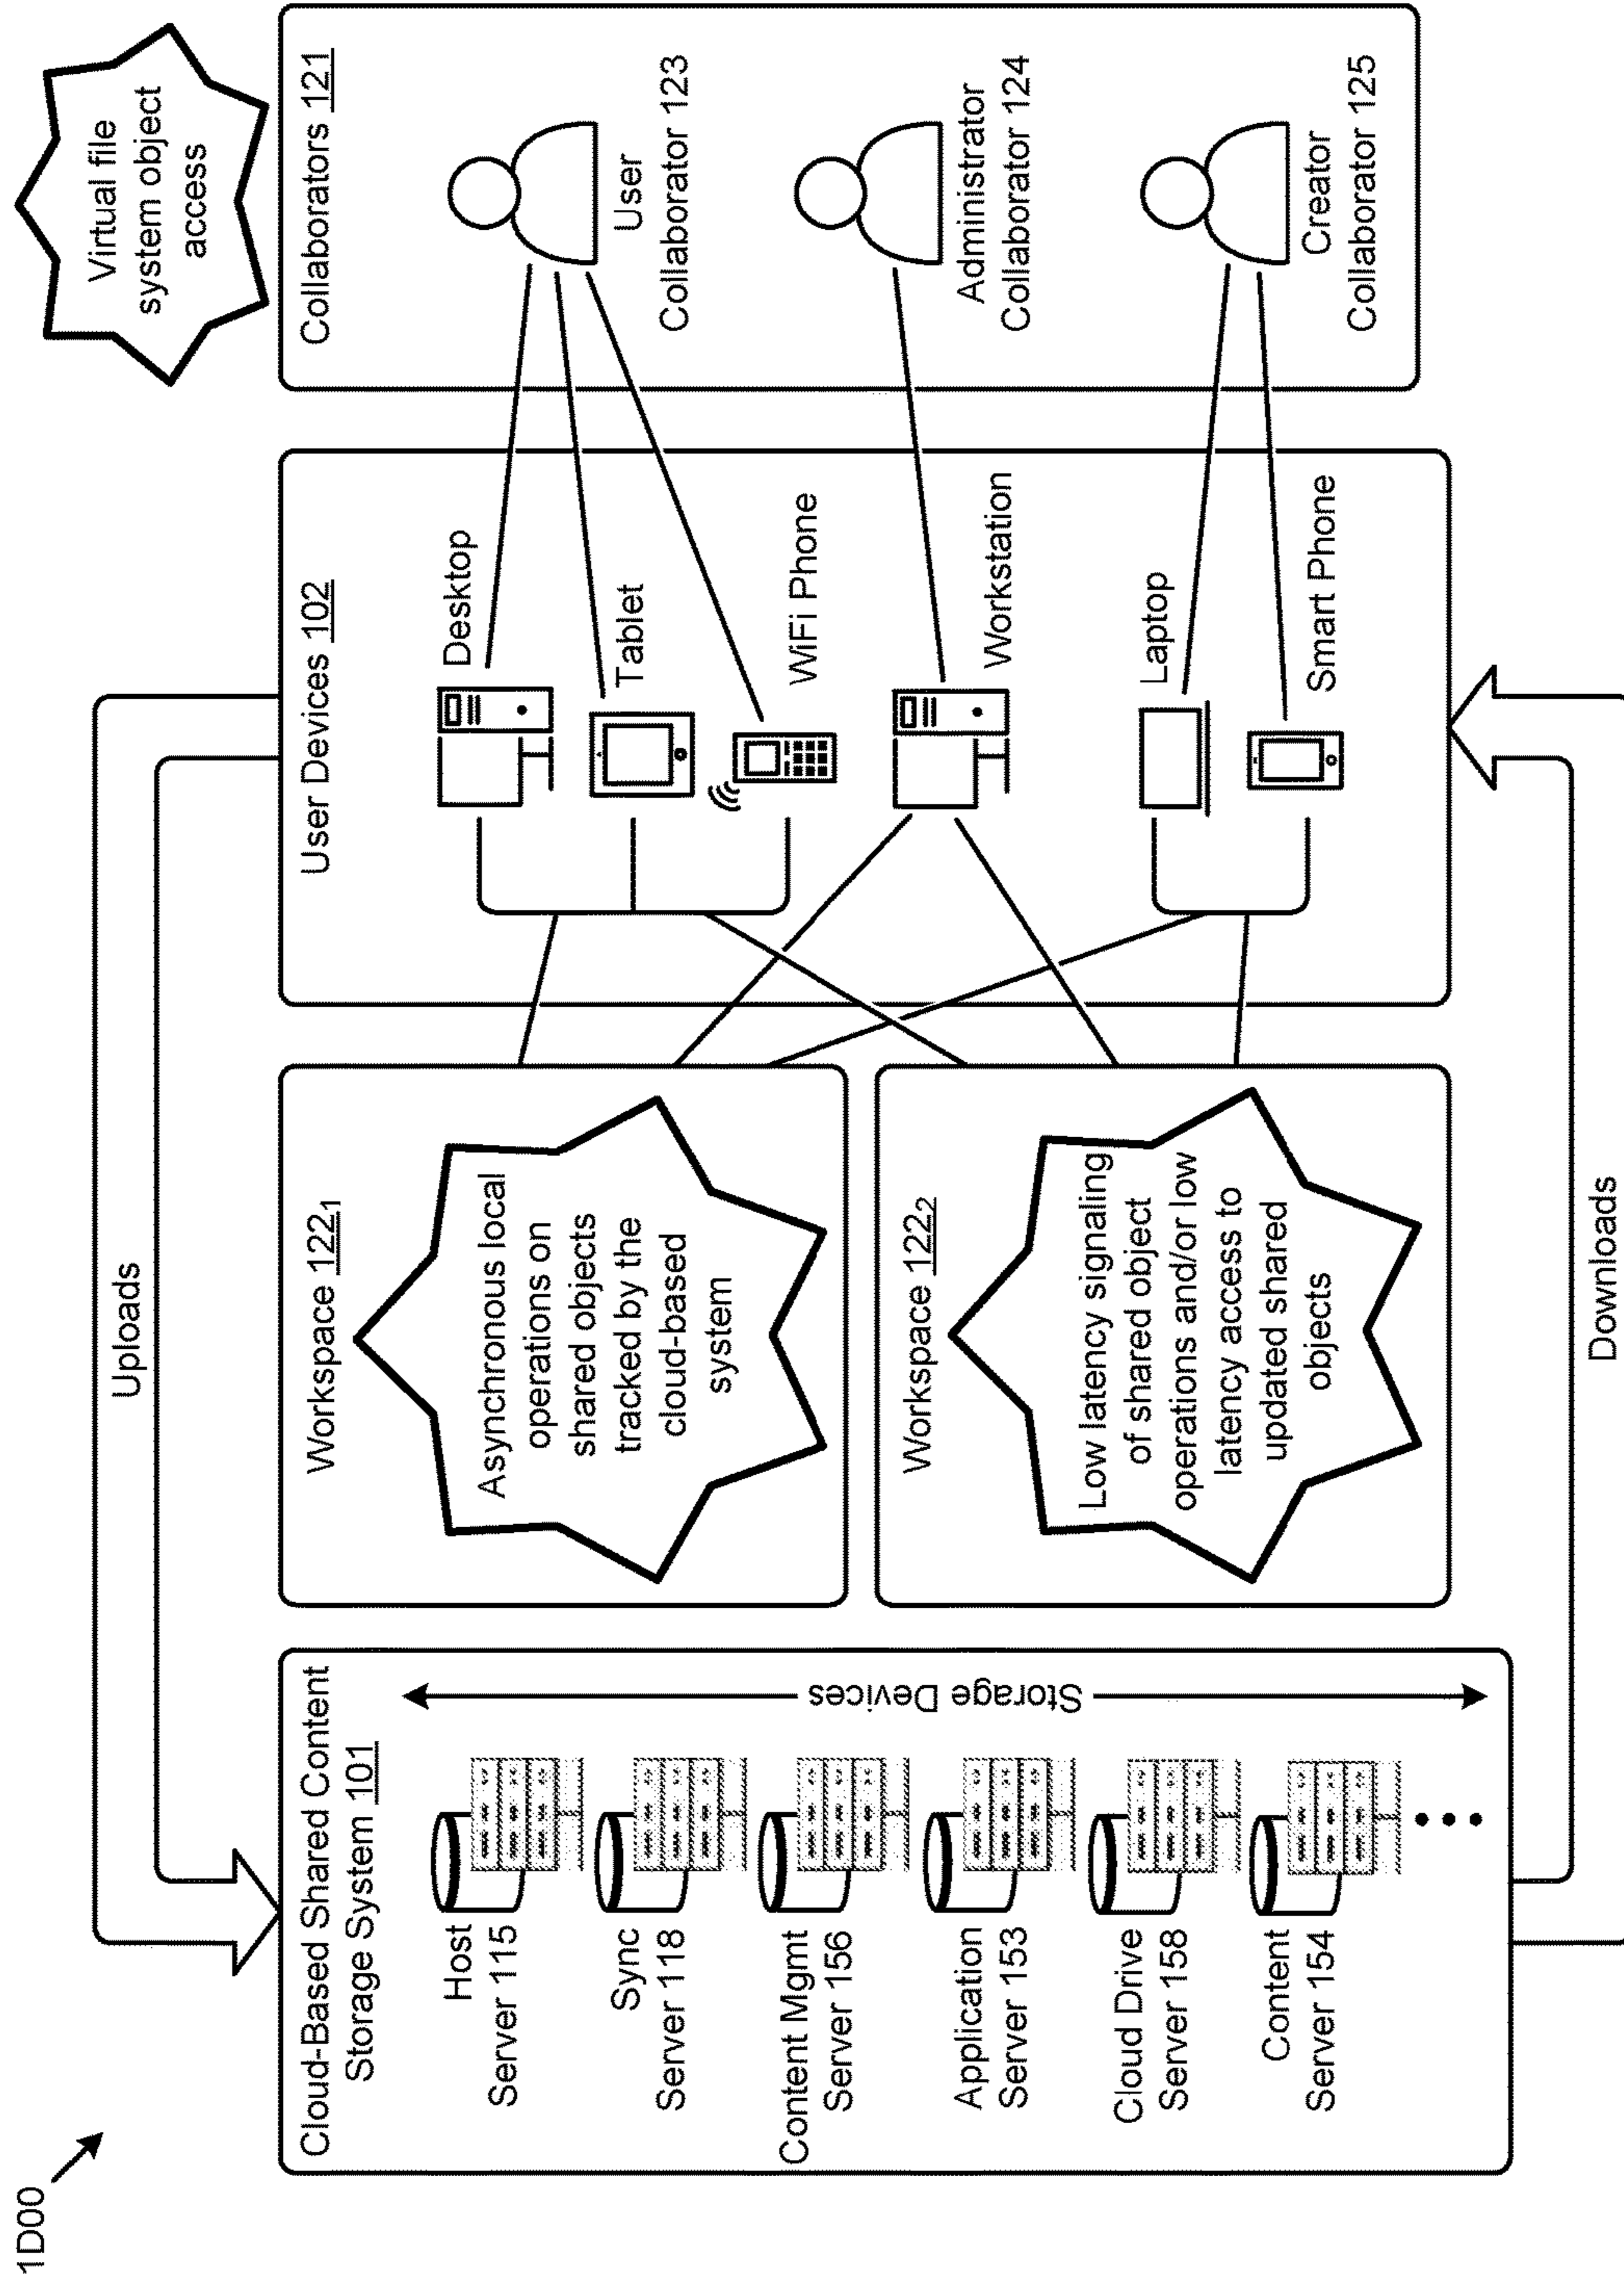 1D00
Uploads
Cloud-Based Shared Content
Storage System 101
Host
Server 115
Sync
Server 118
Content Mgmt
Server 156
Application
Server 153
Cloud Drive
Server 158
Content
Server 154
Storage Devices
Workspace 122₁
Asynchronous local
operations on
shared objects
tracked by the
cloud-based
system
Workspace 122₂
Low latency signaling
of shared object
operations and/or low
latency access to
updated shared
objects
User Devices 102
Desktop
Tablet
WiFi Phone
Workstation
Laptop
Smart Phone
Virtual file
system object
access
Collaborators 121
User
Collaborator 123
Administrator
Collaborator 124
Creator
Collaborator 125
Downloads